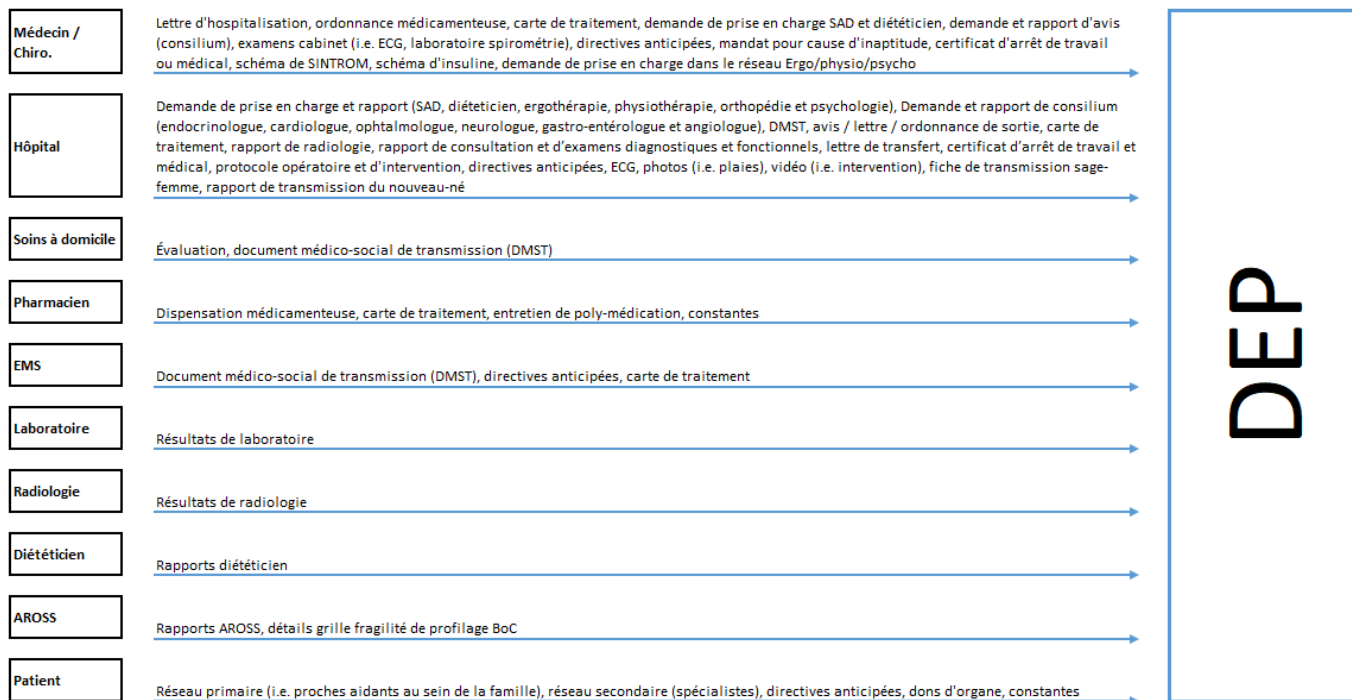 Médecin /
Chiro.
Lettre d'hospitalisation, ordonnance médicamenteuse, carte de traitement, demande de prise en charge SAD et diététicien, demande et rapport d'avis
(consilium), examens cabinet (i.e. ECG, laboratoire spirométrie), directives anticipées, mandat pour cause d'inaptitude, certificat d'arrêt de travail
ou médical, schéma de SINTROM, schéma d'insuline, demande de prise en charge dans le réseau Ergo/physio/psycho
Hôpital
Demande de prise en charge et rapport (SAD, diéteticien, ergothérapie, physiothérapie, orthopédie et psychologie), Demande et rapport de consilium
(endocrinologue, cardiologue, ophtalmologue, neurologue, gastro-entérologue et angiologue), DMST, avis / lettre / ordonnance de sortie, carte de
traitement, rapport de radiologie, rapport de consultation et d'examens diagnostiques et fonctionnels, lettre de transfert, certificat d'arrêt de travail et
médical, protocole opératoire et d'intervention, directives anticipées, ECG, photos (i.e. plaies), vidéo (i.e. intervention), fiche de transmission sage-
femme, rapport de transmission du nouveau-né
Soins à domicile
Évaluation, document médico-social de transmission (DMST)
Pharmacien
Dispensation médicamenteuse, carte de traitement, entretien de poly-médication, constantes
EMS
Document médico-social de transmission (DMST), directives anticipées, carte de traitement
Laboratoire
Résultats de laboratoire
Radiologie
Résultats de radiologie
Diététicien
Rapports diététicien
AROSS
Rapports AROSS, détails grille fragilité de profilage BoC
Patient
Réseau primaire (i.e. proches aidants au sein de la famille), réseau secondaire (spécialistes), directives anticipées, dons d'organe, constantes
DEP